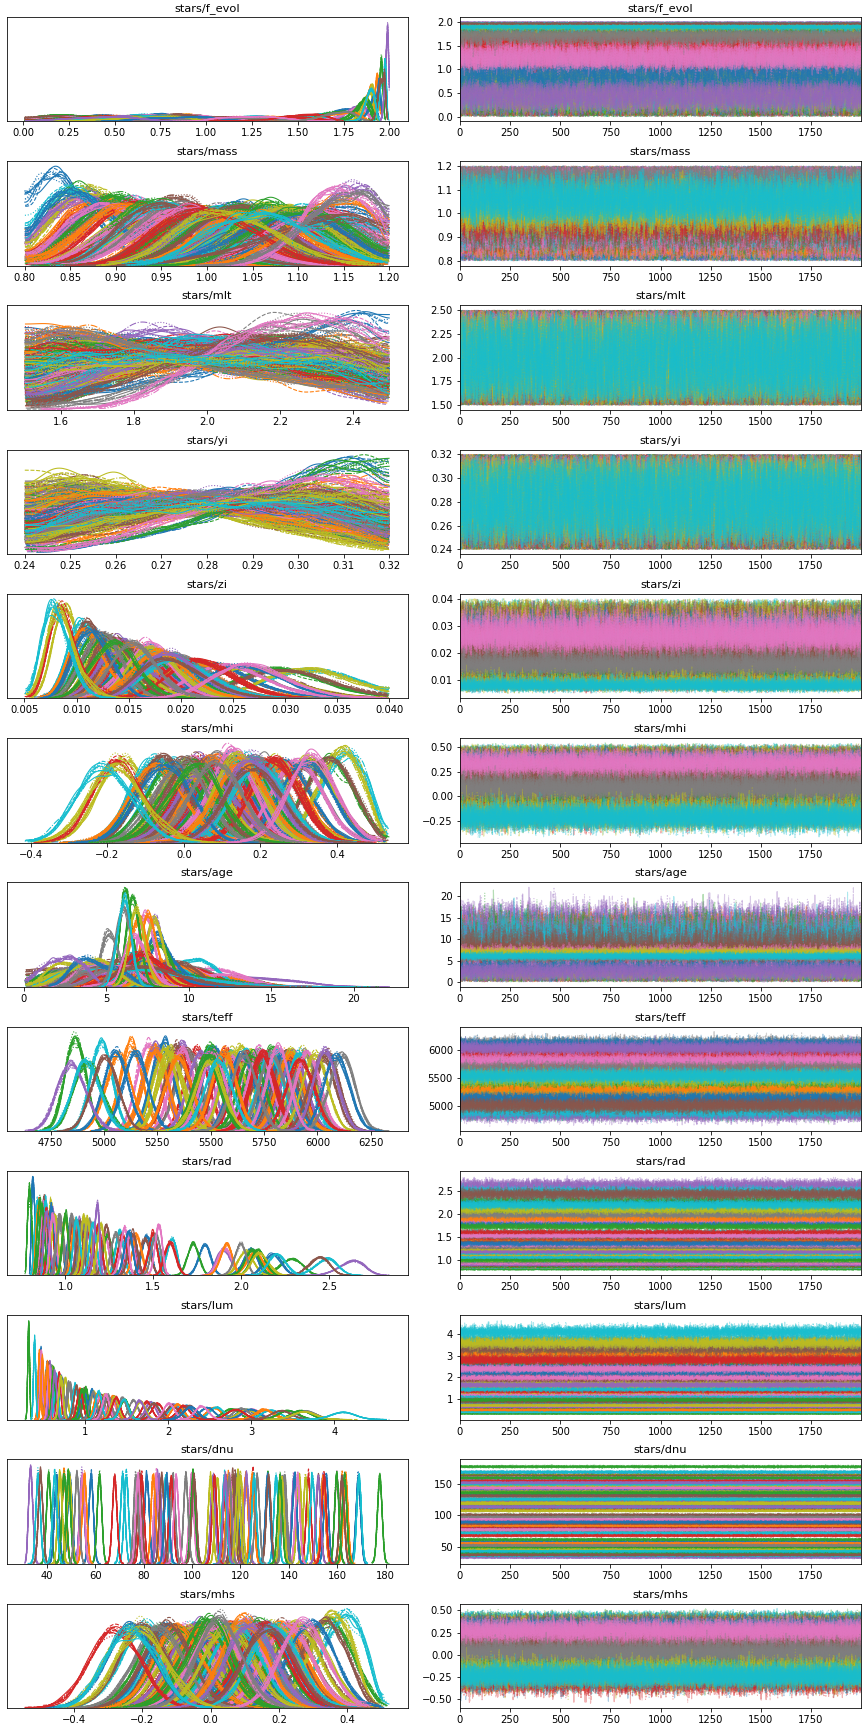 stars/f_evol stars/f_evol
2.0
1.5
1.0
0.5
0.0
0.00 0.25 0.50 0.75 1.00 1.25 1.50 1.75 2.00 0 250 500 750 1000 1250 1500 1750
stars/mass stars/mass
1.2
1.1
1.0
0.9
0.8
0.80 0.85 0.90 0.95 1.00 1.05 1.10 1.15 1.20 0 250 500 750 1000 1250 1500 1750
stars/mlt stars/mlt
2.50
2.25
2.00
1.75
1.50
1.6 1.8 2.0 2.2 2.4 0 250 500 750 1000 1250 1500 1750
stars/yi stars/yi
0.32
0.30
0.28
0.26
0.24
0.24 0.25 0.26 0.27 0.28 0.29 0.30 0.31 0.32 0 250 500 750 1000 1250 1500 1750
stars/zi stars/zi
0.04
0.03
0.02
0.01
0.005 0.010 0.015 0.020 0.025 0.030 0.035 0.040 0 250 500 750 1000 1250 1500 1750
stars/mhi stars/mhi
0.50
0.25
0.00
−0.25
−0.4 −0.2 0.0 0.2 0.4 0 250 500 750 1000 1250 1500 1750
stars/age stars/age
20
15
10
5
0
0 5 10 15 20 0 250 500 750 1000 1250 1500 1750
stars/teff stars/teff
6000
5500
5000
4750 5000 5250 5500 5750 6000 6250 0 250 500 750 1000 1250 1500 1750
stars/rad stars/rad
2.5
2.0
1.5
1.0
1.0 1.5 2.0 2.5 0 250 500 750 1000 1250 1500 1750
stars/lum stars/lum
4
3
2
1
1 2 3 4 0 250 500 750 1000 1250 1500 1750
stars/dnu stars/dnu
150
100
50
40 60 80 100 120 140 160 180 0 250 500 750 1000 1250 1500 1750
stars/mhs stars/mhs
0.50
0.25
0.00
−0.25
−0.50
−0.4 −0.2 0.0 0.2 0.4 0 250 500 750 1000 1250 1500 1750